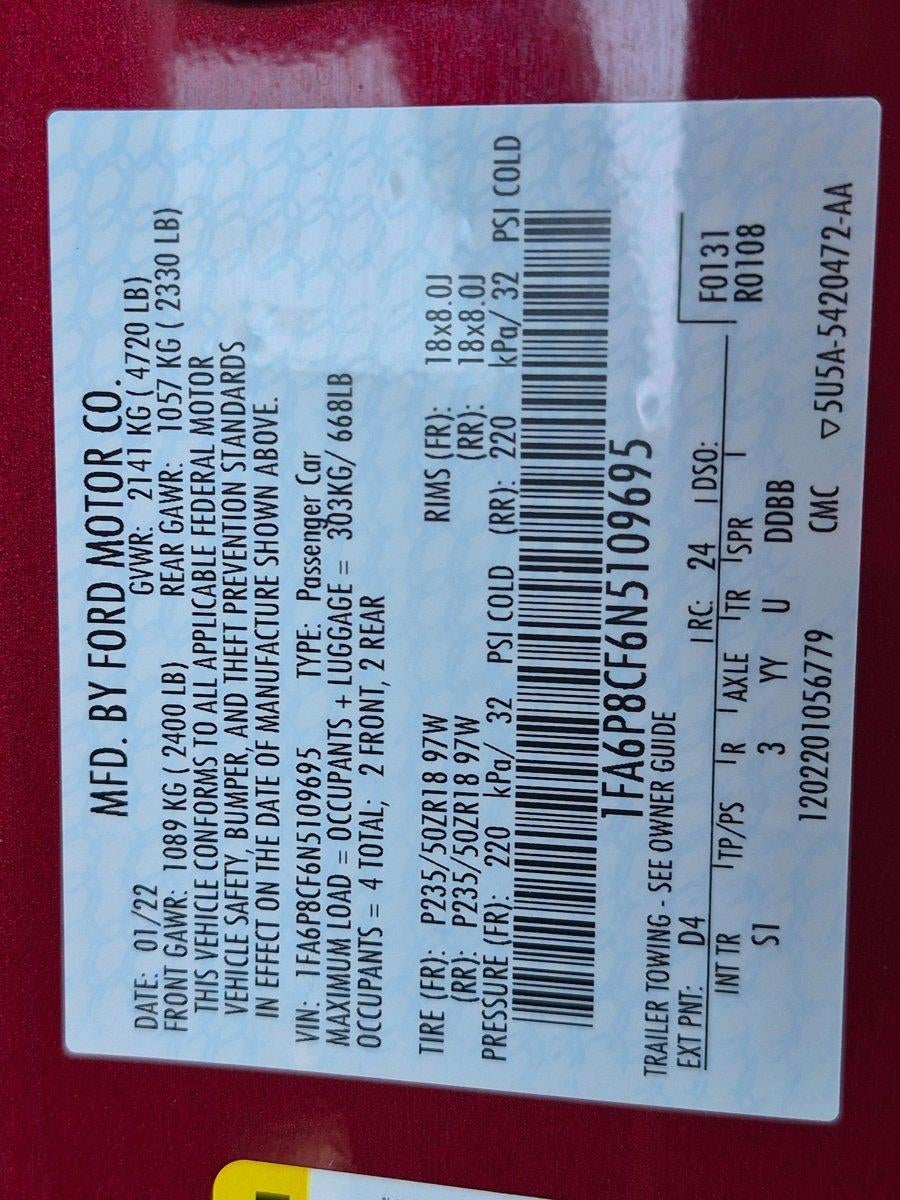 MFD. BY FORD MOTOR CO.
DATE: 01/22 GVWR: 2141 KG ( 4720 LB)
FRONT GAWR: 1089 KG ( 2400 LB) REAR GAWR: 1057 KG ( 2330 LB)
THIS VEHICLE CONFORMS TO ALL APPLICABLE FEDERAL MOTOR
VEHICLE SAFETY, BUMPER, AND THEFT PREVENTION STANDARDS
IN EFFECT ON THE DATE OF MANUFACTURE SHOWN ABOVE.
VIN: 1FA6P8CF6N5109695 TYPE: Passenger Car
MAXIMUM LOAD = OCCUPANTS + LUGGAGE = 303KG/ 668LB
OCCUPANTS = 4 TOTAL; 2 FRONT, 2 REAR
TIRE (FR): P235/50ZR18 97W RIMS (FR): 18x8.0J
(RR): P235/50ZR18 97W (RR): 18x8.0J
PRESSURE (FR): 220 kPa/ 32 PSI COLD (RR): 220 kPa/ 32 PSI COLD
1FA6P8CF6N5109695
TRAILER TOWING - SEE OWNER GUIDE
EXT PNT: D4 RC: 24 DSO: F0131
INT TR TP/PS R AXLE TR SPR R0108
S1 3 YY U DDBB
1202201056779 CMC ▽5U5A-5420472-AA